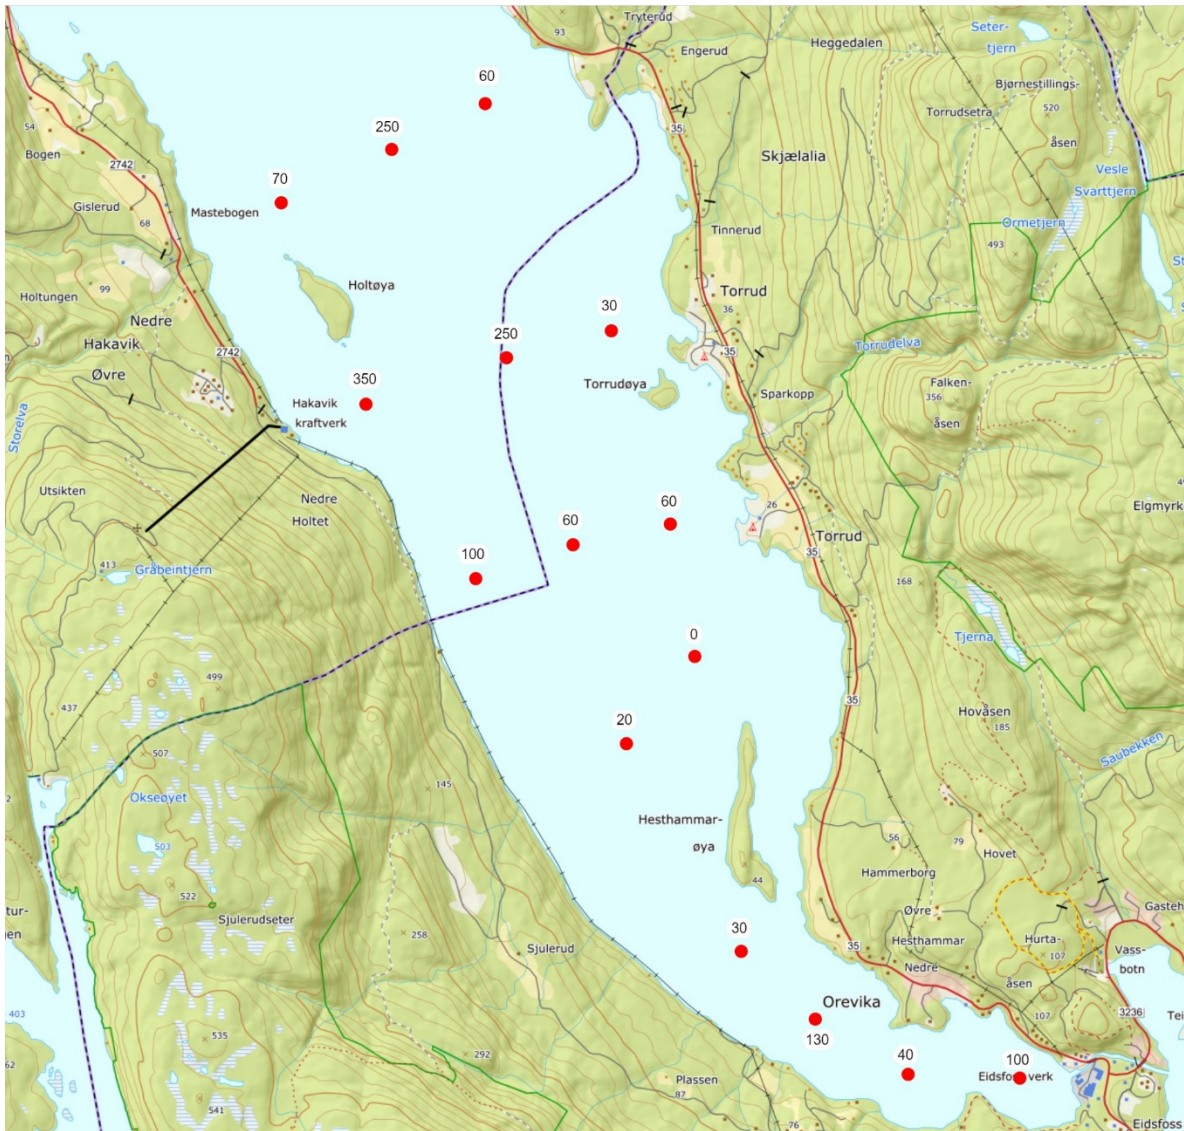 Tryterud
93
Engerud
Heggedalen
Seter-
tjern
60
Bjørnestillings-
520
åsen
Torrudsetra
54
Bogen
2742
250
35
Skjælalia
Vesle
Svarttjern
70
Gislerud
68
Mastebogen
Tinnerud
Ormetjern
493
Holtungen
99
Holtøya
Torrud
36
30
Nedre
Hakavik
Øvre
2742
250
35
Torrudelva
350
Torrudøya
Sparkopp
Falken-
356
åsen
Hakavik
kraftverk
Storelva
Utsikten
Nedre
Holtet
60
26
Torrud
35
Elgmyrk
60
100
413
Gråbeintjern
168
0
Tjerna
499
437
35
Hovåsen
185
20
507
Saubekken
Okseøyet
145
Hesthammar-
øya
503
56
79
Hovet
Hammerborg
44
522
Sjulerudseter
258
Sjulerud
30
35
Øvre
Hesthammar
Nedre
Hurta-
107
åsen
Gasteh
Vass-
botn
403
Orevika
130
107
3236
Tei
535
292
62
40
100
Eidsfoss verk
Plassen
87
541
76
Eidsfoss